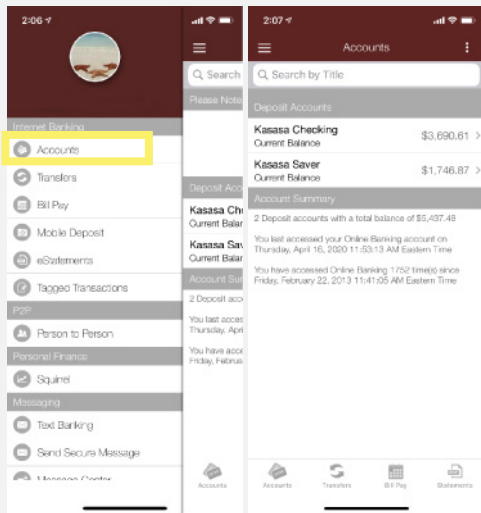 2:06
Internet Banking
Accounts
Transfers
Bill Pay
Mobile Deposit
eStatements
Tagged Transactions
P2P
Person to Person
Personal Finance
Squirrel
Messaging
Text Banking
Send Secure Message
Message Center
Search
Please Note
Deposit Acc
Kasasa Ch
Current Balar
Kasasa Sav
Current Balar
Account Sur
2 Deposit acco
You last acces
Thursday, Apri
You have acce
Friday, Februa
Accounts
2:07
Accounts
Search by Title
Deposit Accounts
Kasasa Checking
Current Balance
$3,690.61
Kasasa Saver
Current Balance
$1,746.87
Account Summary
2 Deposit accounts with a total balance of $5,437.48
You last accessed your Online Banking account on
Thursday, April 16, 2020 11:53:13 AM Eastern Time
You have accessed Online Banking 1752 time(s) since
Friday, February 22, 2013 11:41:05 AM Eastern Time
Accounts
Transfers
Bill Pay
Statements